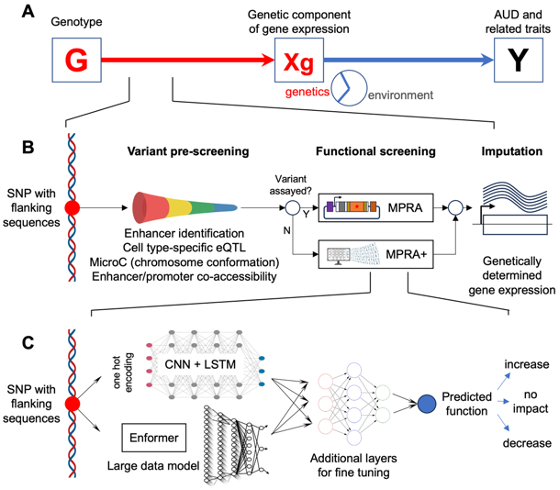 A
Genotype
G
Genetic component
of gene expression
Xg
genetics
environment
AUD and
related traits
Y
B
SNP with
flanking
sequences
Variant pre-screening
Enhancer identification
Cell type-specific eQTL
MicroC (chromosome conformation)
Enhancer/promoter co-accessibility
Variant
assayed?
Y
N
Functional screening
MPRA
MPRA+
Imputation
Genetically
determined
gene expression
C
SNP with
flanking
sequences
one hot
encoding
CNN + LSTM
Enformer
Large data model
Additional layers
for fine tuning
Predicted
function
increase
no
impact
decrease